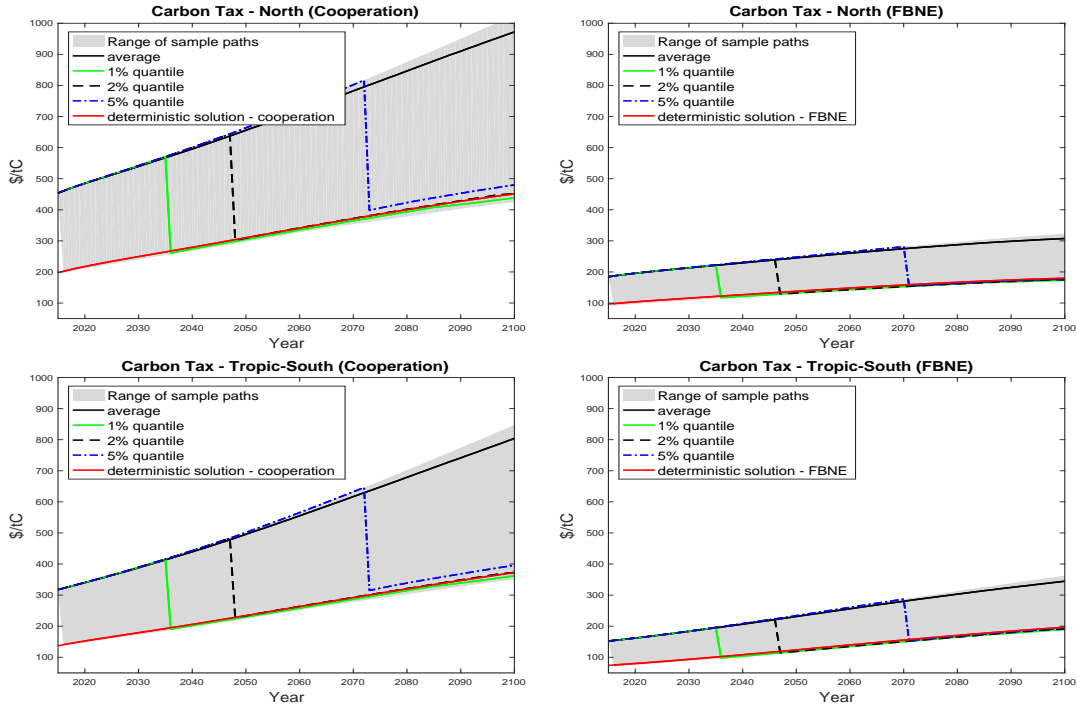 Carbon Tax - North (Cooperation)
$/tC
1000
900
800
700
600
500
400
300
200
100
Range of sample paths
average
1% quantile
2% quantile
5% quantile
deterministic solution - cooperation
2020 2030 2040 2050 2060 2070 2080 2090 2100
Year
Carbon Tax - North (FBNE)
$/tC
1000
900
800
700
600
500
400
300
200
100
Range of sample paths
average
1% quantile
2% quantile
5% quantile
deterministic solution - FBNE
2020 2030 2040 2050 2060 2070 2080 2090 2100
Year
Carbon Tax - Tropic-South (Cooperation)
$/tC
1000
900
800
700
600
500
400
300
200
100
Range of sample paths
average
1% quantile
2% quantile
5% quantile
deterministic solution - cooperation
2020 2030 2040 2050 2060 2070 2080 2090 2100
Year
Carbon Tax - Tropic-South (FBNE)
$/tC
1000
900
800
700
600
500
400
300
200
100
Range of sample paths
average
1% quantile
2% quantile
5% quantile
deterministic solution - FBNE
2020 2030 2040 2050 2060 2070 2080 2090 2100
Year